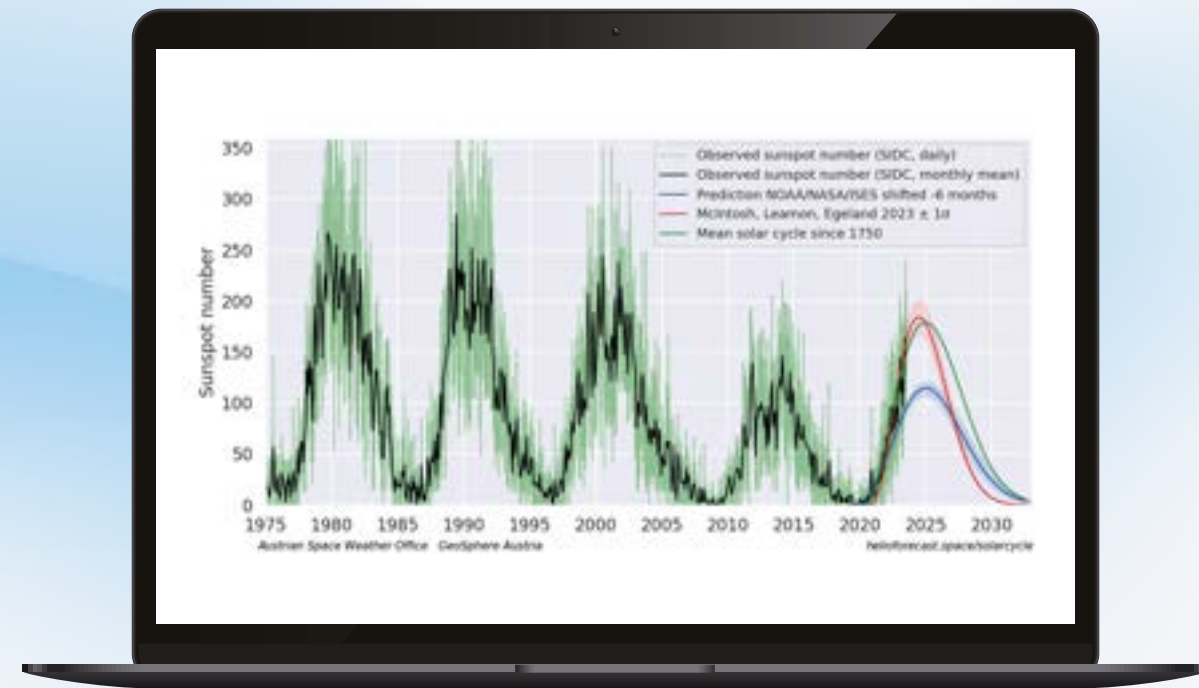 350
300
250
200
150
100
50
0
Sunspot number
Observed sunspot number (SIDC, daily)
Observed sunspot number (SIDC, monthly mean)
Prediction NOAA/NASA/ISES shifted -6 months
McIntosh, Leamon, Egeland 2023 ± 1σ
Mean solar cycle since 1750
1975 1980 1985 1990 1995 2000 2005 2010 2015 2020 2025 2030
Austrian Space Weather Office GeoSphere Austria
helioforecast.space/solarcycle